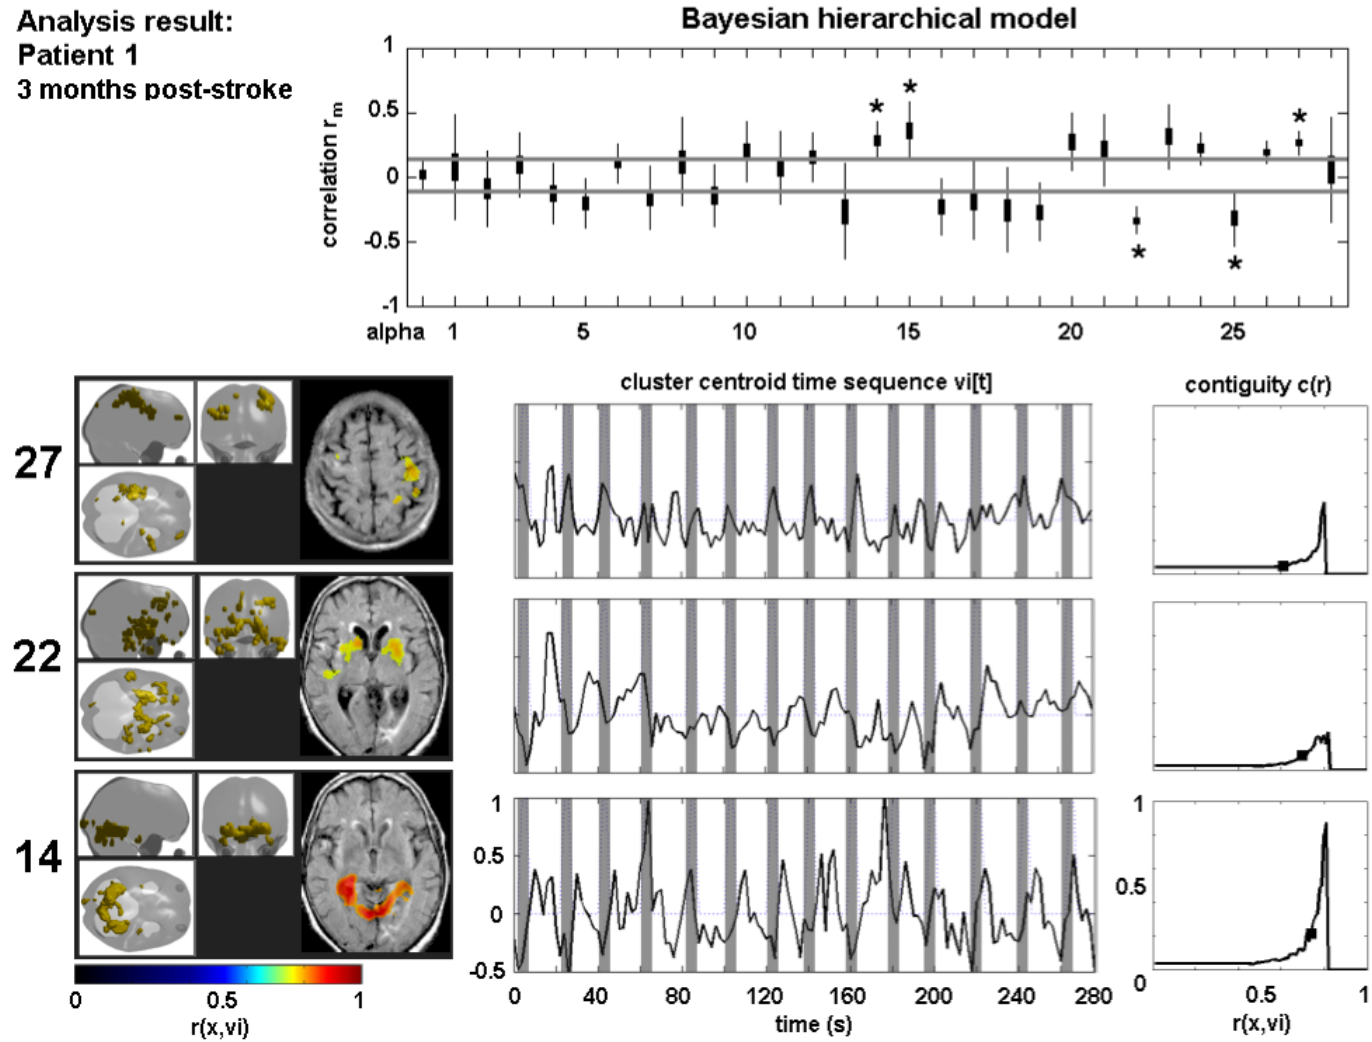 Analysis result:
Patient 1
3 months post-stroke
Bayesian hierarchical model
correlation rm
1
0.5
0
-0.5
-1
* * * * *
alpha 1 5 10 15 20 25
cluster centroid time sequence vi[t]
contiguity c(r)
27
22
14
1
0.5
0
-0.5
0 40 80 120 160 200 240 280
time (s)
1
0.5
0
0.5 1
r(x,vi)
0 0.5 1
r(x,vi)